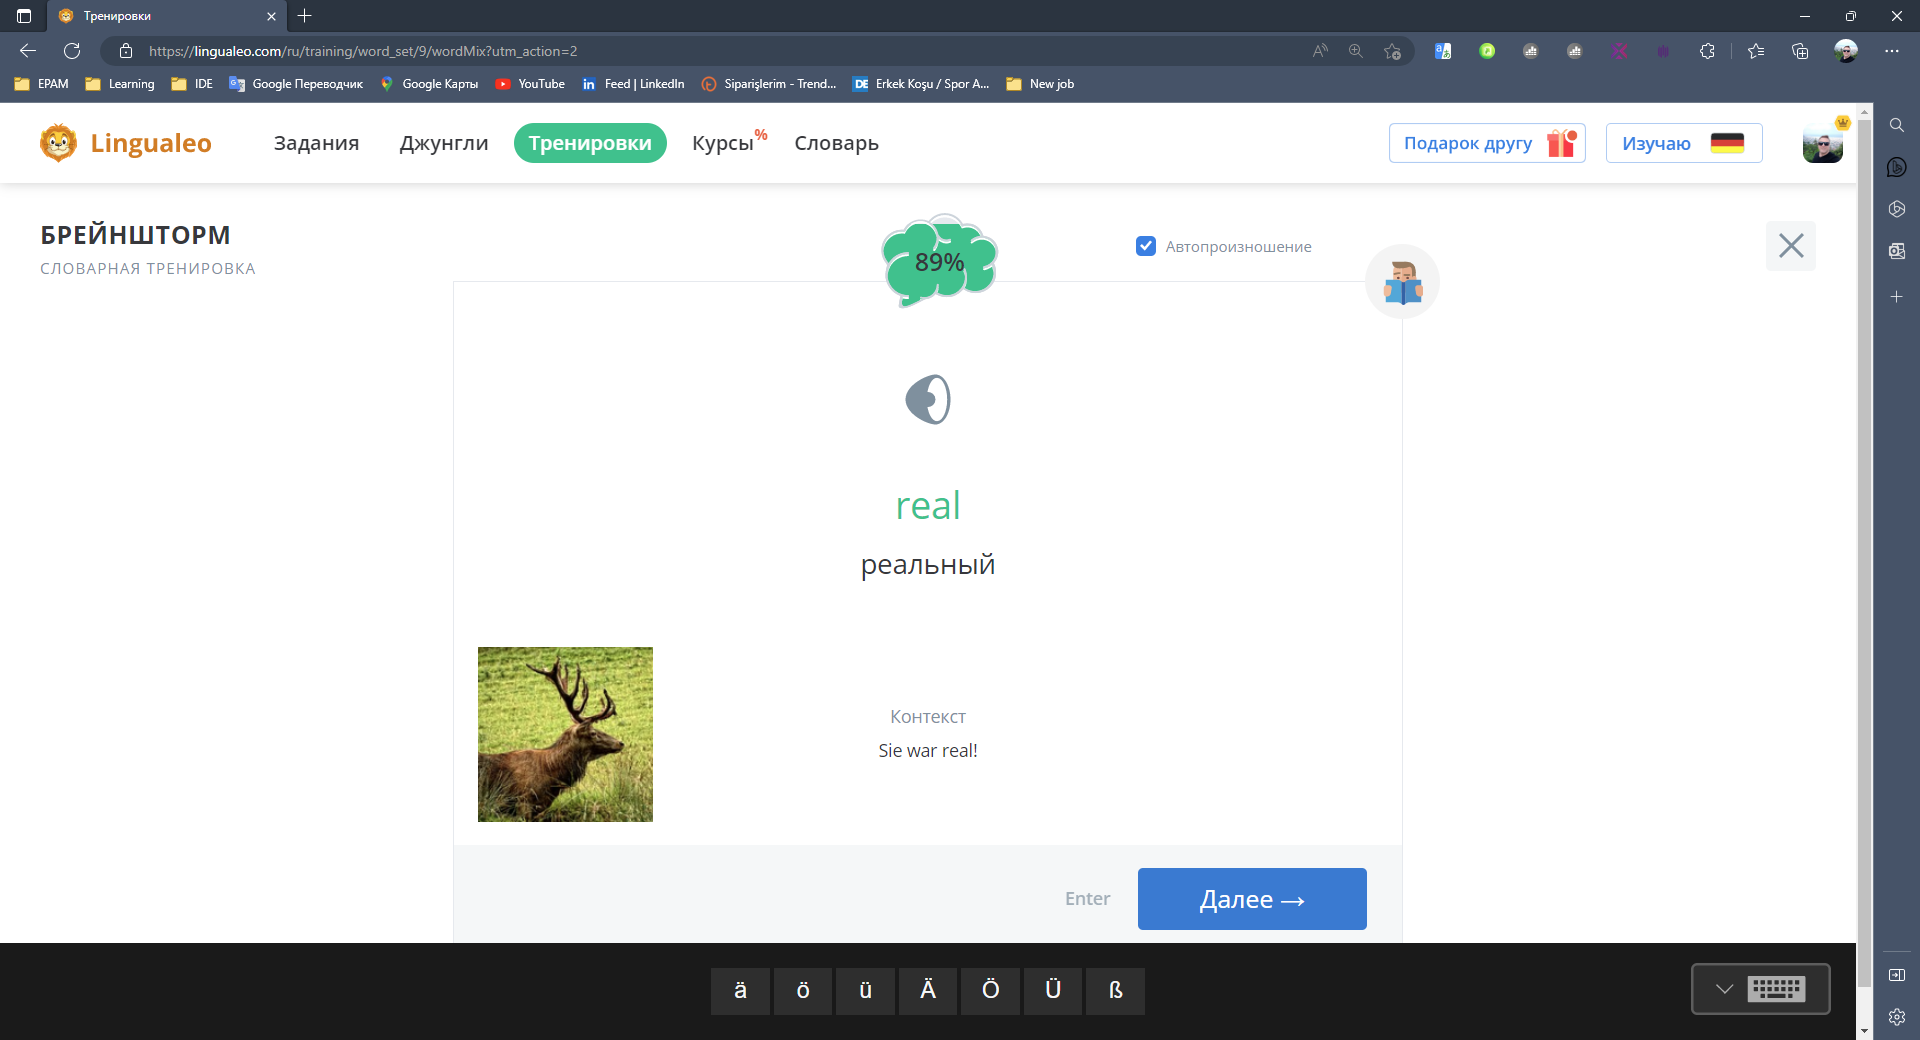 Тренировки
https://lingualeo.com/ru/training/word_set/9/wordMix?utm_action=2
EPAM
Learning
IDE
Google Переводчик
Google Карты
YouTube
Feed | LinkedIn
Siparişlerim - Trend...
Erkek Koşu / Spor A...
New job
Lingualeo
Задания
Джунгли
Тренировки
Курсы%
Словарь
Подарок другу
Изучаю
БРЕЙНШТОРМ
СЛОВАРНАЯ ТРЕНИРОВКА
89%
Автопроизношение
real
реальный
Контекст
Sie war real!
Enter
Далее →
ä ö ü Ä Ö Ü ß